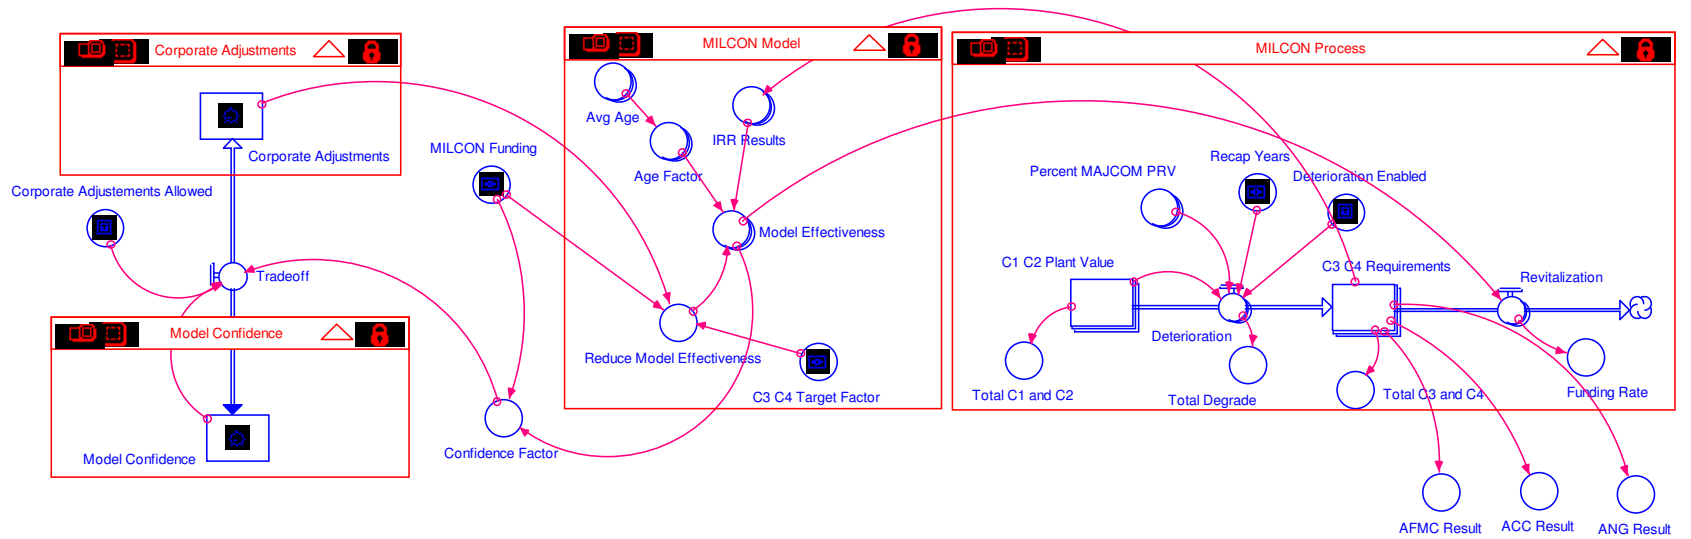 Corporate Adjustments
MILCON Model
MILCON Process
Avg Age
IRR Results
MILCON Funding
Corporate Adjustments
Age Factor
Percent MAJCOM PRV
Recap Years
Deterioration Enabled
Corporate Adjustements Allowed
Model Effectiveness
Tradeoff
C1 C2 Plant Value
C3 C4 Requirements
Revitalization
Model Confidence
Reduce Model Effectiveness
Deterioration
C3 C4 Target Factor
Total C1 and C2
Total Degrade
Total C3 and C4
Funding Rate
Model Confidence
Confidence Factor
AFMC Result
ACC Result
ANG Result